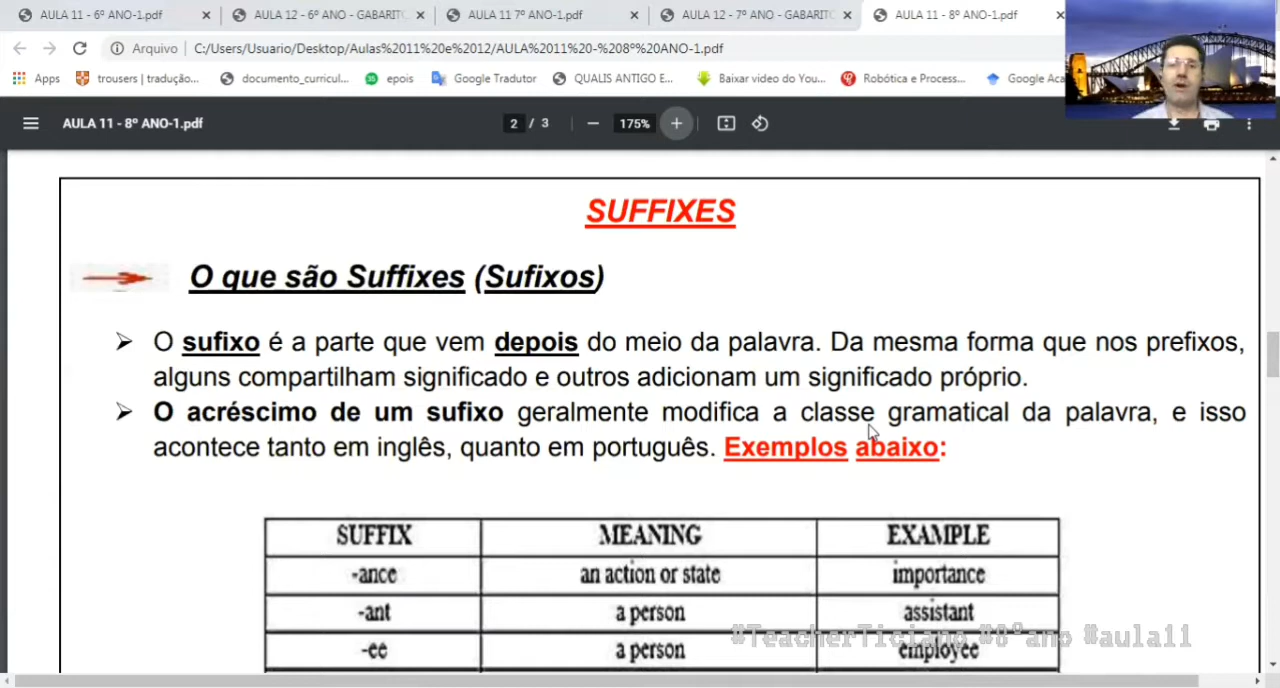 AULA 11 - 6º ANO-1.pdf
AULA 12 - 6º ANO - GABARIT
AULA 11 7º ANO-1.pdf
AULA 12 - 7º ANO - GABARIT
AULA 11 - 8º ANO-1.pdf
Arquivo | C:/Users/Usuario/Desktop/Aulas%2011%20e%2012/AULA%2011%20-%208º%20ANO-1.pdf
Apps
trousers | tradução...
documento_curricul...
epois
Google Tradutor
QUALIS ANTIGO E...
Baixar video do You...
Robótica e Process...
Google Aca
AULA 11 - 8º ANO-1.pdf
2 / 3
175%
SUFFIXES
O que são Suffixes (Sufixos)
O sufixo é a parte que vem depois do meio da palavra. Da mesma forma que nos prefixos,
alguns compartilham significado e outros adicionam um significado próprio.
O acréscimo de um sufixo geralmente modifica a classe gramatical da palavra, e isso
acontece tanto em inglês, quanto em português. Exemplos abaixo:
SUFFIX MEANING EXAMPLE
-ance an action or state importance
-ant a person assistant
#TeacherTiciano #8ºano #aula11
-ee a person employee